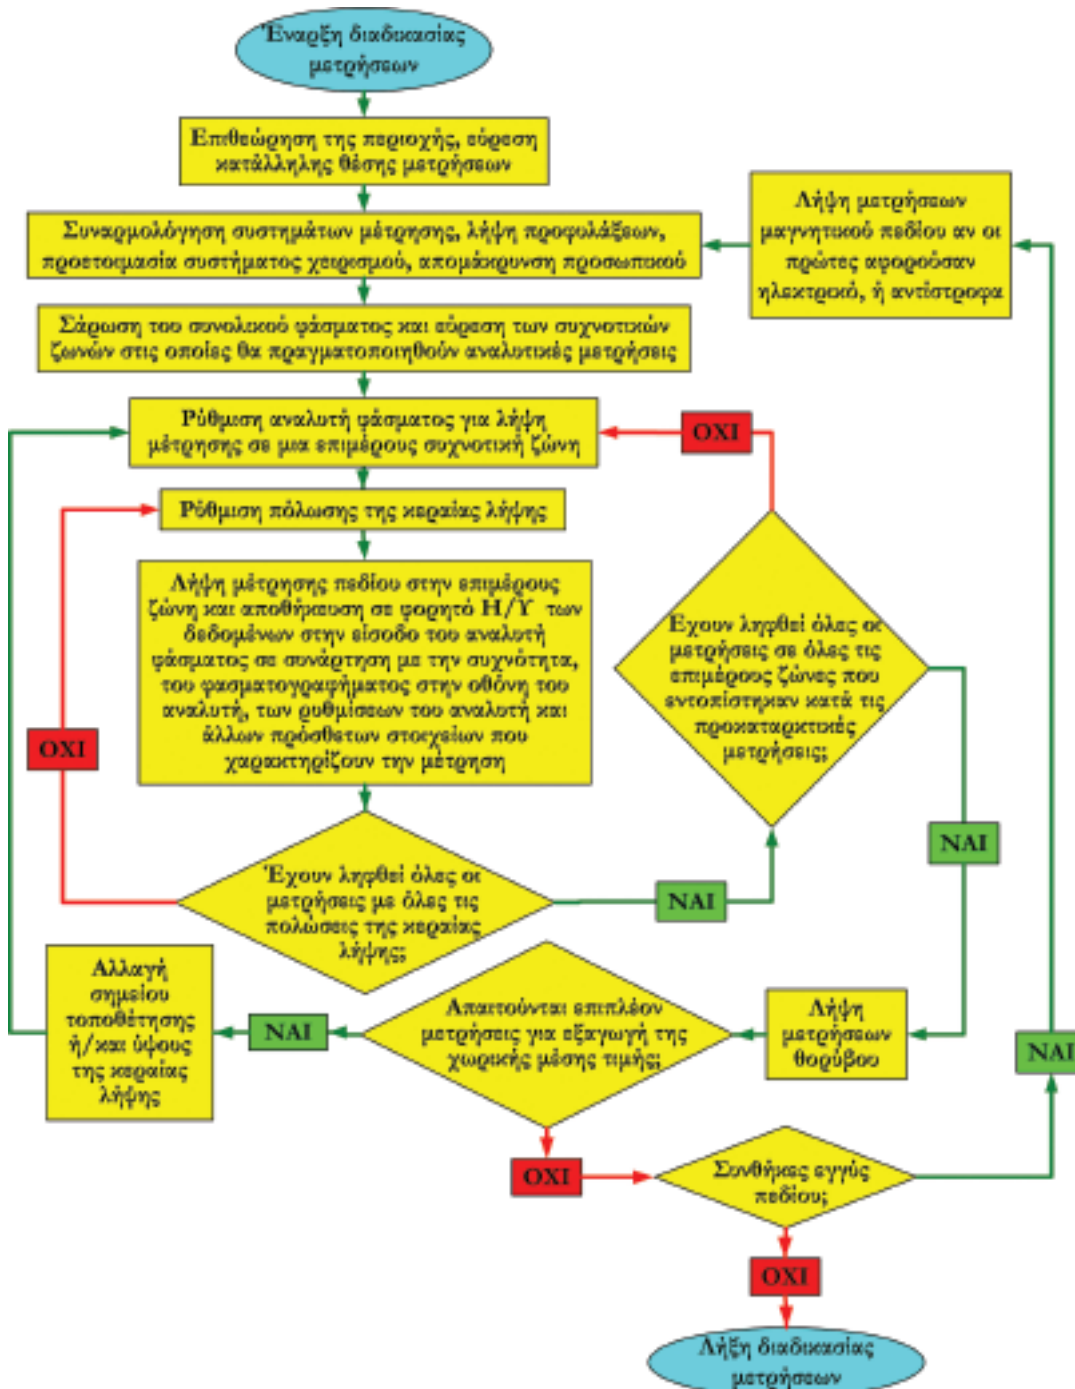 Έναρξη διαδικασίας
μετρήσεων
Επιθεώρηση της περιοχής, εύρεση
κατάλληλης θέσης μετρήσεων
Συναρμολόγηση συστημάτων μέτρησης, λήψη προφυλάξεων,
προετοιμασία συστήματος χειρισμού, απομάκρυνση προσωπικού
Λήψη μετρήσεων
μαγνητικού πεδίου αν οι
πρώτες αφορούσαν
ηλεκτρικό, ή αντίστροφα
Σάρωση του συνολικού φάσματος και εύρεση των συχνοτικών
ζωνών στις οποίες θα πραγματοποιηθούν αναλυτικές μετρήσεις
Ρύθμιση αναλυτή φάσματος για λήψη
μέτρησης σε μια επιμέρους συχνοτική ζώνη
ΟΧΙ
Ρύθμιση πόλωσης της κεραίας λήψης
Λήψη μέτρησης πεδίου στην επιμέρους
ζώνη και αποθήκευση σε φορητό Η/Υ των
δεδομένων στην είσοδο του αναλυτή
φάσματος σε συνάρτηση με την συχνότητα,
του φασματογραφήματος στην οθόνη του
αναλυτή, των ρυθμίσεων του αναλυτή και
άλλων πρόσθετων στοιχείων που
χαρακτηρίζουν την μέτρηση
ΟΧΙ
Έχουν ληφθεί όλες οι
μετρήσεις σε όλες τις
επιμέρους ζώνες που
εντοπίστηκαν κατά τις
προκαταρκτικές
μετρήσεις;
ΝΑΙ
Έχουν ληφθεί όλες οι
μετρήσεις με όλες τις
πολώσεις της κεραίας
λήψης;
ΝΑΙ
Αλλαγή
σημείου
τοποθέτησης
ή/και ύψους
της κεραίας
λήψης
ΝΑΙ
Απαιτούνται επιπλέον
μετρήσεις για εξαγωγή της
χωρικής μέσης τιμής;
Λήψη
μετρήσεων
θορύβου
ΝΑΙ
ΟΧΙ
Συνθήκες εγγύς
πεδίου;
ΟΧΙ
Λήξη διαδικασίας
μετρήσεων